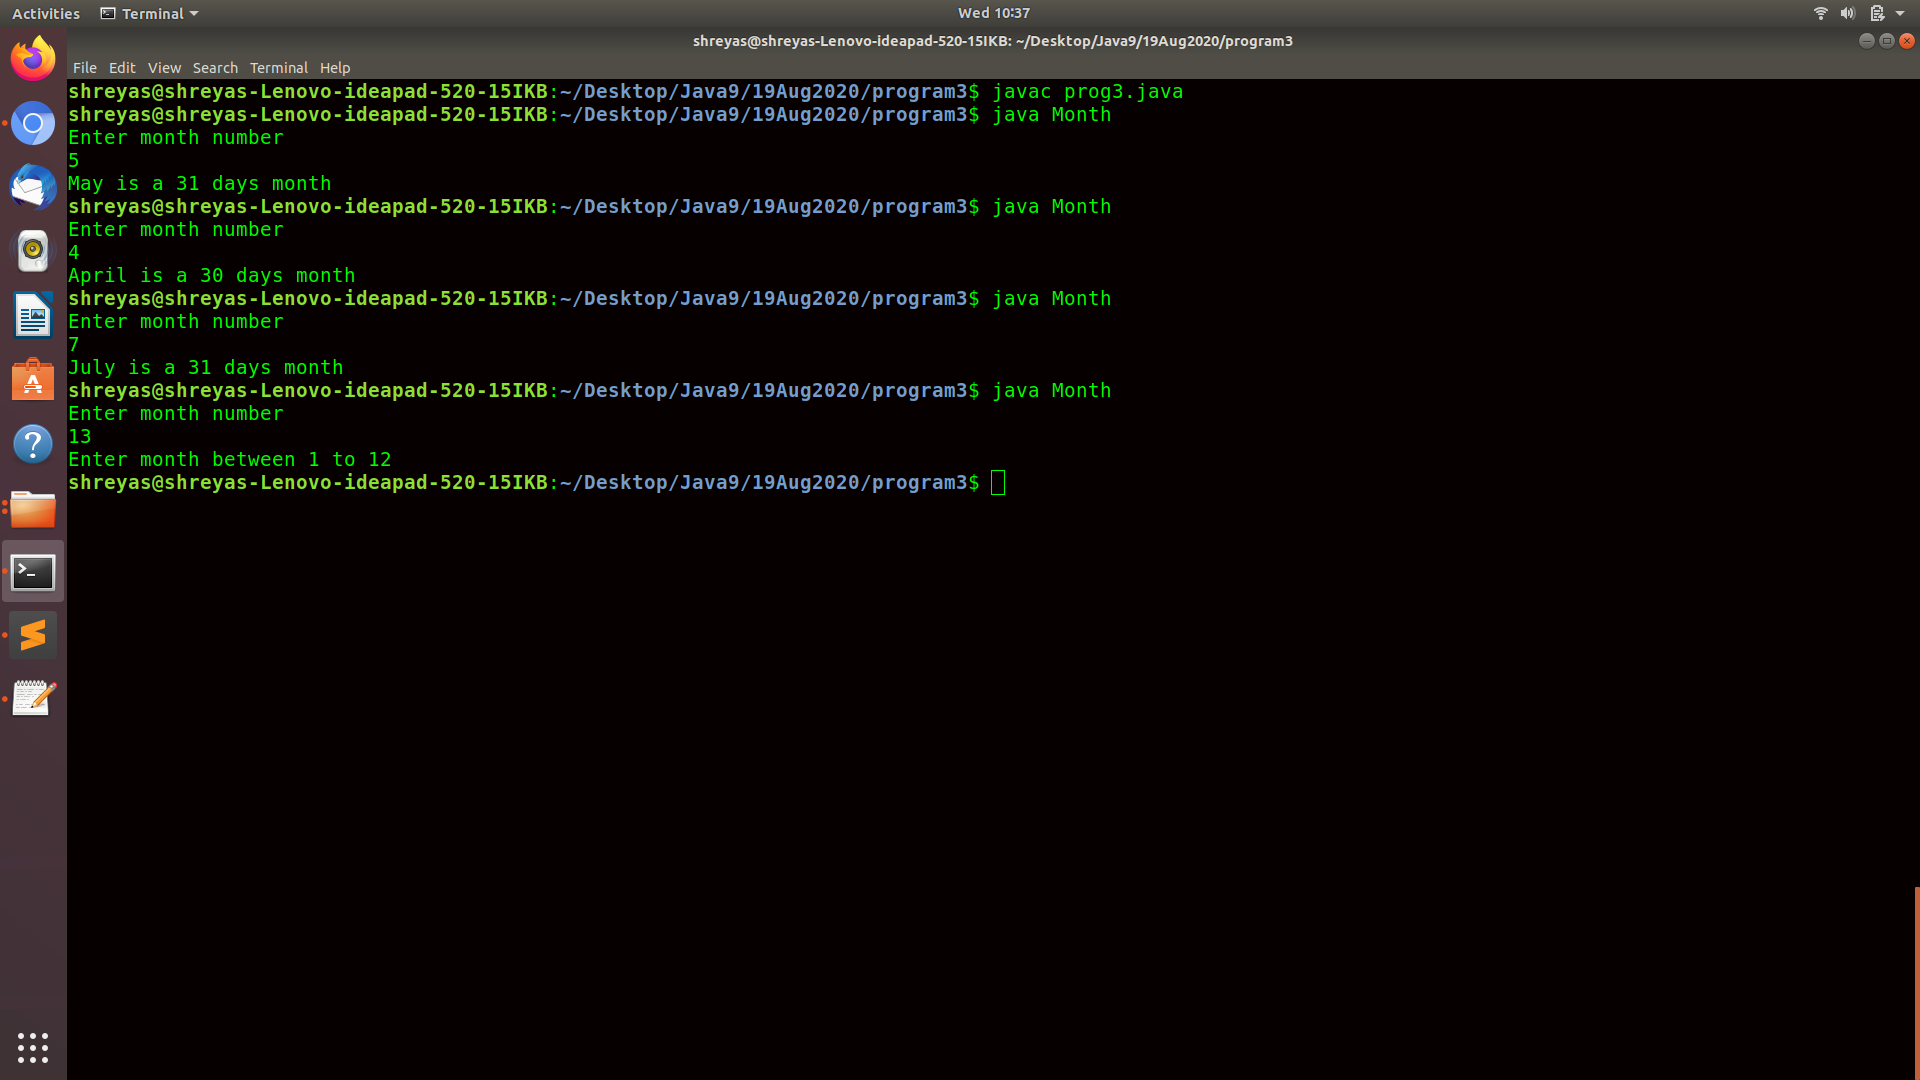 Activities Terminal Wed 10:37
shreyas@shreyas-Lenovo-ideapad-520-15IKB: ~/Desktop/Java9/19Aug2020/program3
File Edit View Search Terminal Help
shreyas@shreyas-Lenovo-ideapad-520-15IKB:~/Desktop/Java9/19Aug2020/program3$ javac prog3.java
shreyas@shreyas-Lenovo-ideapad-520-15IKB:~/Desktop/Java9/19Aug2020/program3$ java Month
Enter month number
5
May is a 31 days month
shreyas@shreyas-Lenovo-ideapad-520-15IKB:~/Desktop/Java9/19Aug2020/program3$ java Month
Enter month number
4
April is a 30 days month
shreyas@shreyas-Lenovo-ideapad-520-15IKB:~/Desktop/Java9/19Aug2020/program3$ java Month
Enter month number
7
July is a 31 days month
shreyas@shreyas-Lenovo-ideapad-520-15IKB:~/Desktop/Java9/19Aug2020/program3$ java Month
Enter month number
13
Enter month between 1 to 12
shreyas@shreyas-Lenovo-ideapad-520-15IKB:~/Desktop/Java9/19Aug2020/program3$